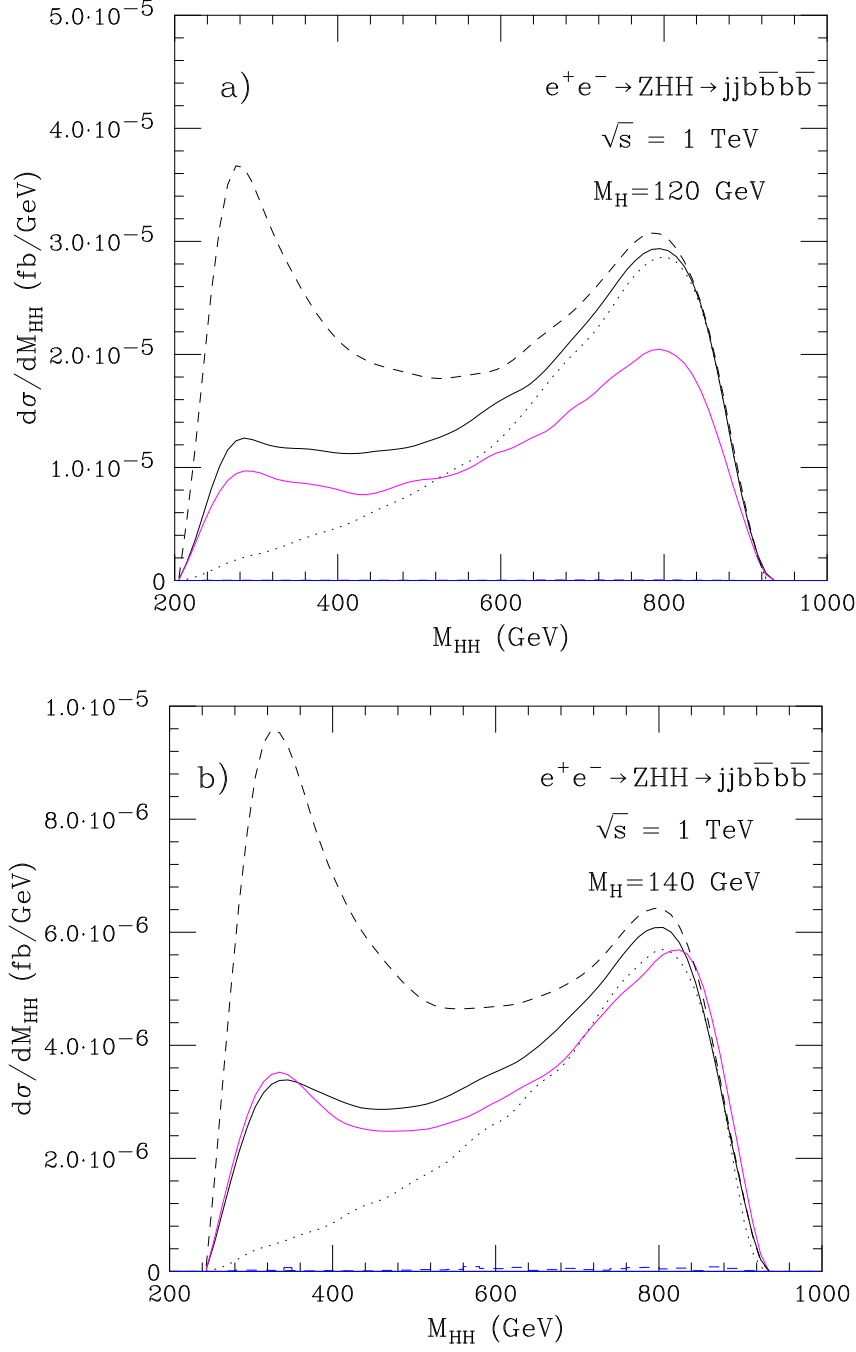 5.0·10⁻⁵
a)
e⁺e⁻→ZHH→jjbb̅bb̅
4.0·10⁻⁵
√s = 1 TeV
M_H=120 GeV
3.0·10⁻⁵
dσ/dM_HH (fb/GeV)
2.0·10⁻⁵
1.0·10⁻⁵
0
200 400 600 800 1000
M_HH (GeV)
1.0·10⁻⁵
b)
e⁺e⁻→ZHH→jjbb̅bb̅
8.0·10⁻⁶
√s = 1 TeV
M_H=140 GeV
6.0·10⁻⁶
dσ/dM_HH (fb/GeV)
4.0·10⁻⁶
2.0·10⁻⁶
0
200 400 600 800 1000
M_HH (GeV)